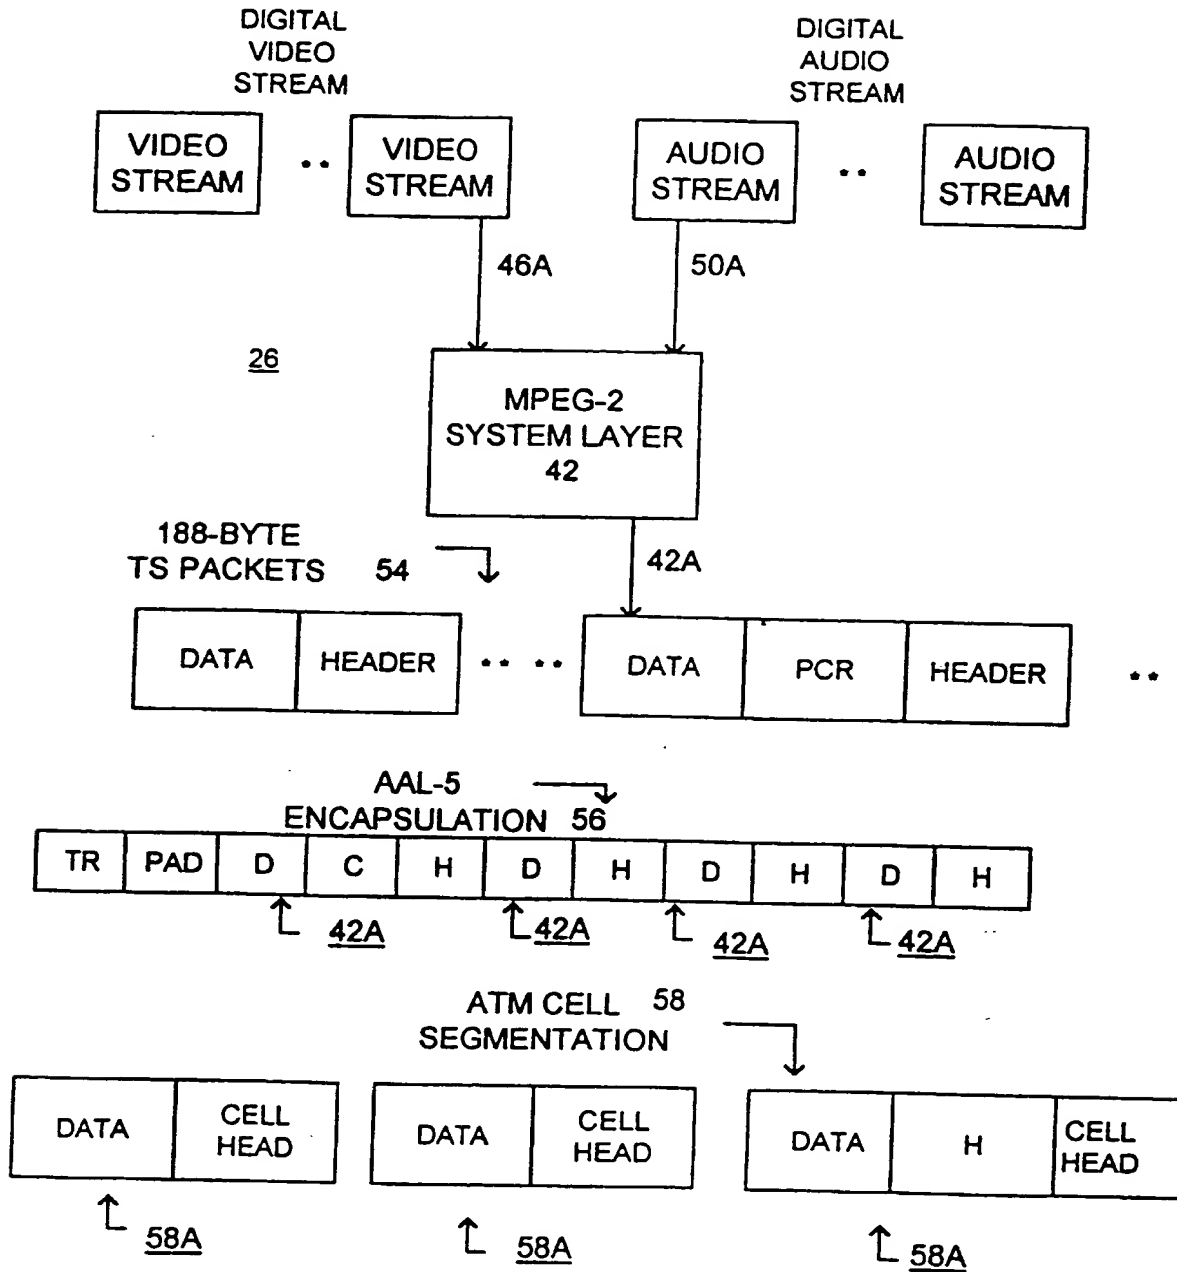 DIGITAL
VIDEO
STREAM
DIGITAL
AUDIO
STREAM
VIDEO
STREAM
VIDEO
STREAM
AUDIO
STREAM
AUDIO
STREAM
46A
50A
26
MPEG-2
SYSTEM LAYER
42
188-BYTE
TS PACKETS 54
42A
DATA HEADER DATA PCR HEADER
AAL-5
ENCAPSULATION 56
TR PAD D C H D H D H D H
42A 42A 42A 42A
ATM CELL 58
SEGMENTATION
DATA
CELL
HEAD
DATA
CELL
HEAD
DATA
H
CELL
HEAD
58A 58A 58A